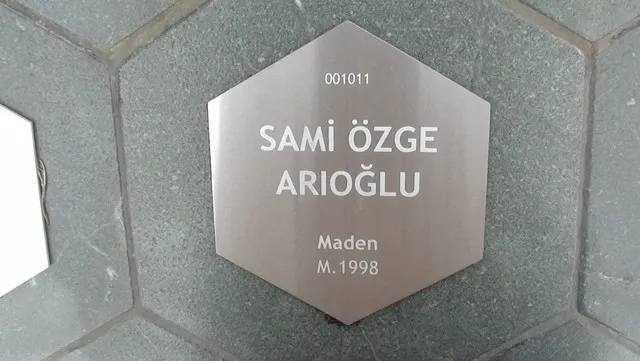 001011
SAMİ ÖZGE
ARIOĞLU
Maden
M.1998